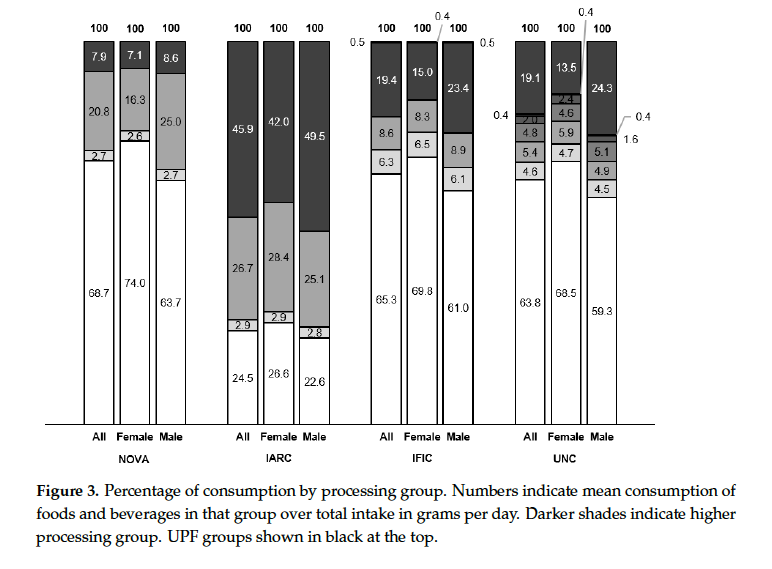 0.4
0.4
100 100 100 100 100 100 100 100 100 100 100 100
0.5
0.5
7.9 7.1 8.6
20.8 16.3 25.0
2.7 2.6 2.7
68.7 74.0 63.7
45.9 42.0 49.5
26.7 28.4 25.1
2.9 2.9 2.8
24.5 26.6 22.6
19.4 15.0 23.4
8.6 8.3 8.9
6.3 6.5 6.1
65.3 69.8 61.0
19.1 13.5 24.3
0.4
0.4
2.0 2.4 1.6
4.8 4.6 5.1
5.4 5.9 4.9
4.6 4.7 4.5
63.8 68.5 59.3
All Female Male All Female Male All Female Male All Female Male
NOVA IARC IFIC UNC
Figure 3. Percentage of consumption by processing group. Numbers indicate mean consumption of
foods and beverages in that group over total intake in grams per day. Darker shades indicate higher
processing group. UPF groups shown in black at the top.